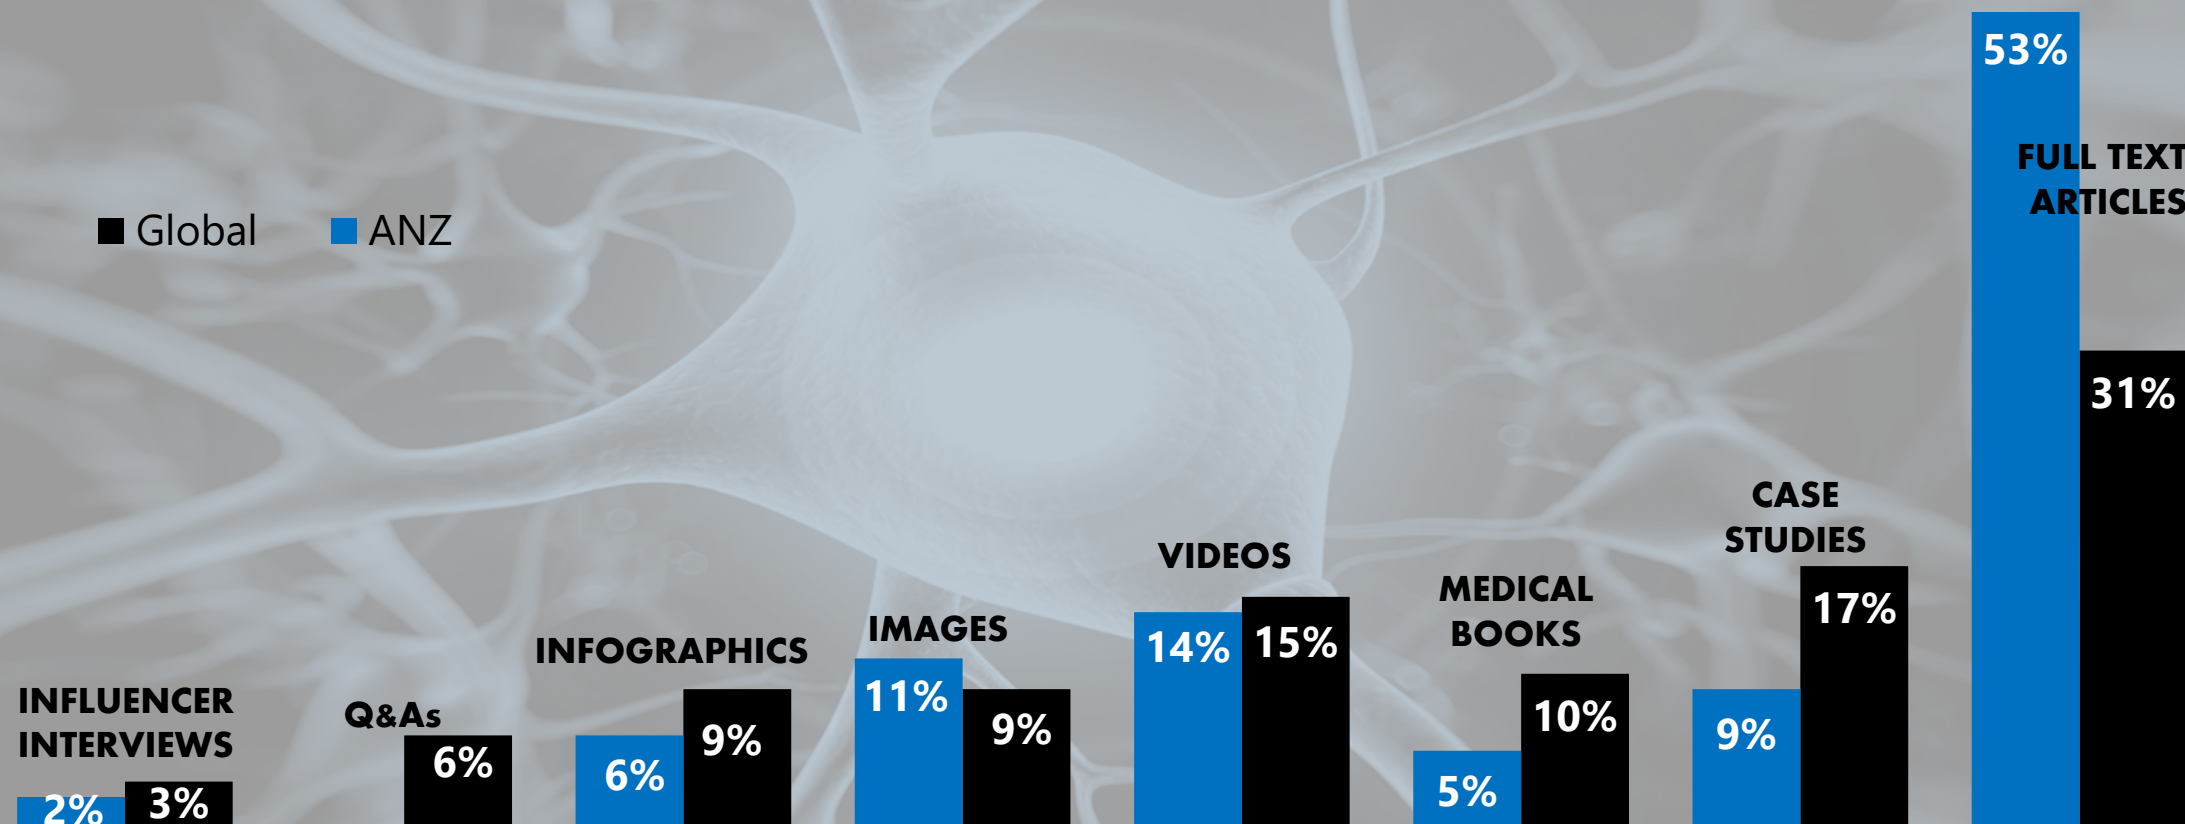 53%
FULL TEXT
ARTICLES
Global
ANZ
31%
CASE
STUDIES
17%
9%
VIDEOS
14%
15%
MEDICAL
BOOKS
10%
5%
IMAGES
11%
9%
INFOGRAPHICS
9%
6%
INFLUENCER
INTERVIEWS
2%
3%
Q&As
6%